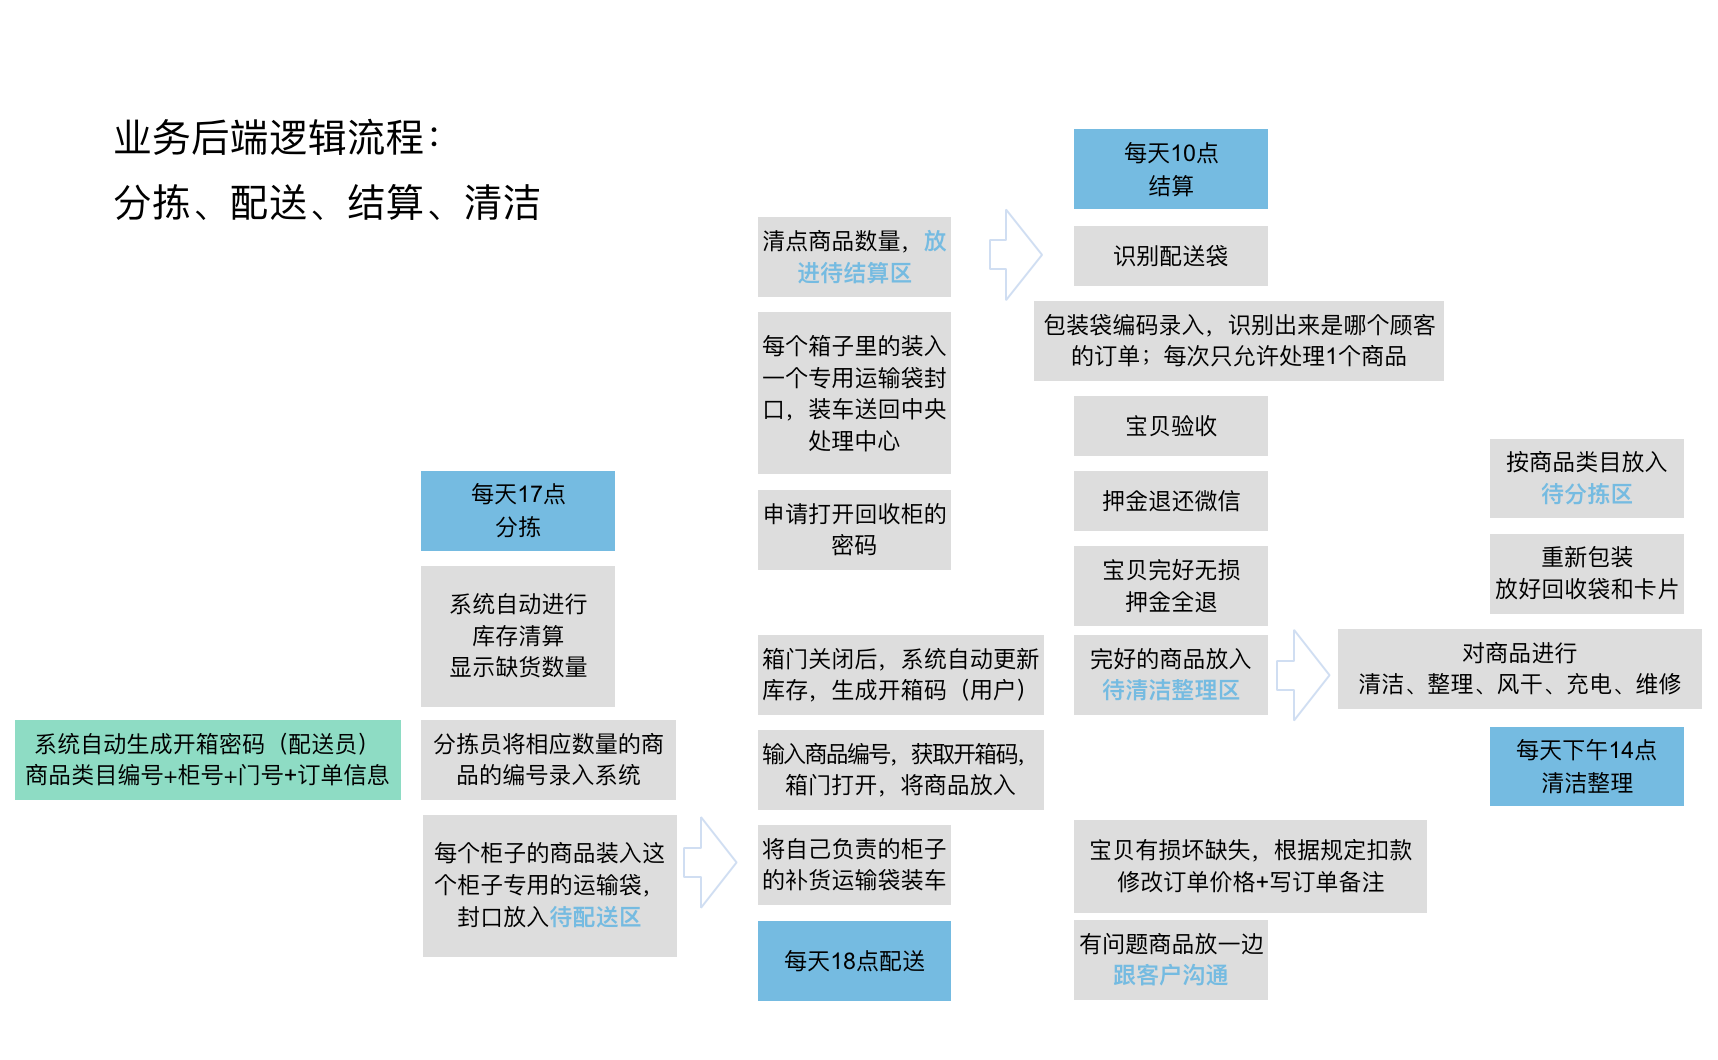 业务后端逻辑流程：
分拣、配送、结算、清洁
系统自动生成开箱密码（配送员）
商品类目编号+柜号+门号+订单信息
每天17点
分拣
系统自动进行
库存清算
显示缺货数量
分拣员将相应数量的商
品的编号录入系统
每个柜子的商品装入这
个柜子专用的运输袋，
封口放入待配送区
清点商品数量，放
进待结算区
每个箱子里的装入
一个专用运输袋封
口，装车送回中央
处理中心
申请打开回收柜的
密码
箱门关闭后，系统自动更新
库存，生成开箱码（用户）
输入商品编号，获取开箱码，
箱门打开，将商品放入
将自己负责的柜子
的补货运输袋装车
每天18点配送
每天10点
结算
识别配送袋
包装袋编码录入，识别出来是哪个顾客
的订单；每次只允许处理1个商品
宝贝验收
押金退还微信
宝贝完好无损
押金全退
完好的商品放入
待清洁整理区
宝贝有损坏缺失，根据规定扣款
修改订单价格+写订单备注
有问题商品放一边
跟客户沟通
按商品类目放入
待分拣区
重新包装
放好回收袋和卡片
对商品进行
清洁、整理、风干、充电、维修
每天下午14点
清洁整理